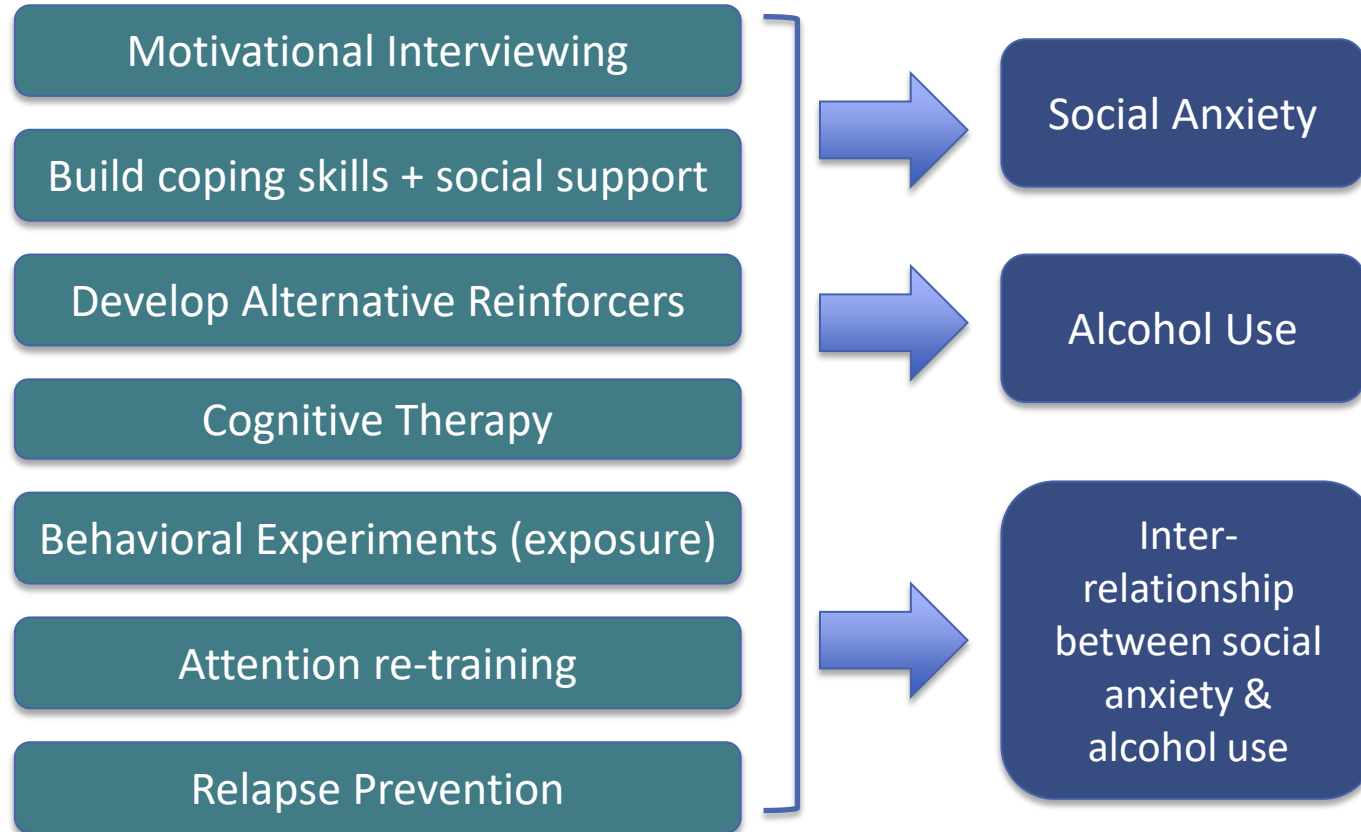 Motivational Interviewing
Build coping skills + social support
Develop Alternative Reinforcers
Cognitive Therapy
Behavioral Experiments (exposure)
Attention re-training
Relapse Prevention
Social Anxiety
Alcohol Use
Inter-
relationship
between social
anxiety &
alcohol use